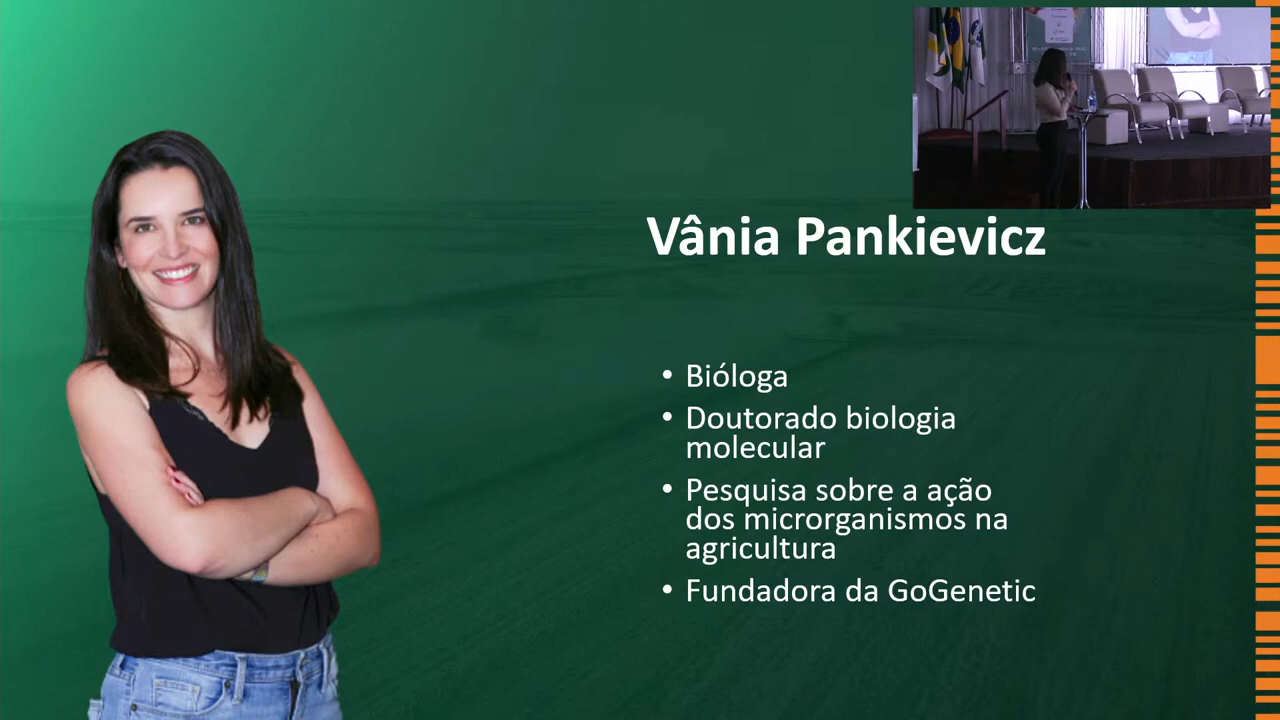 Vânia Pankievicz
• Bióloga
• Doutorado biologia
molecular
• Pesquisa sobre a ação
dos microrganismos na
agricultura
• Fundadora da GoGenetic